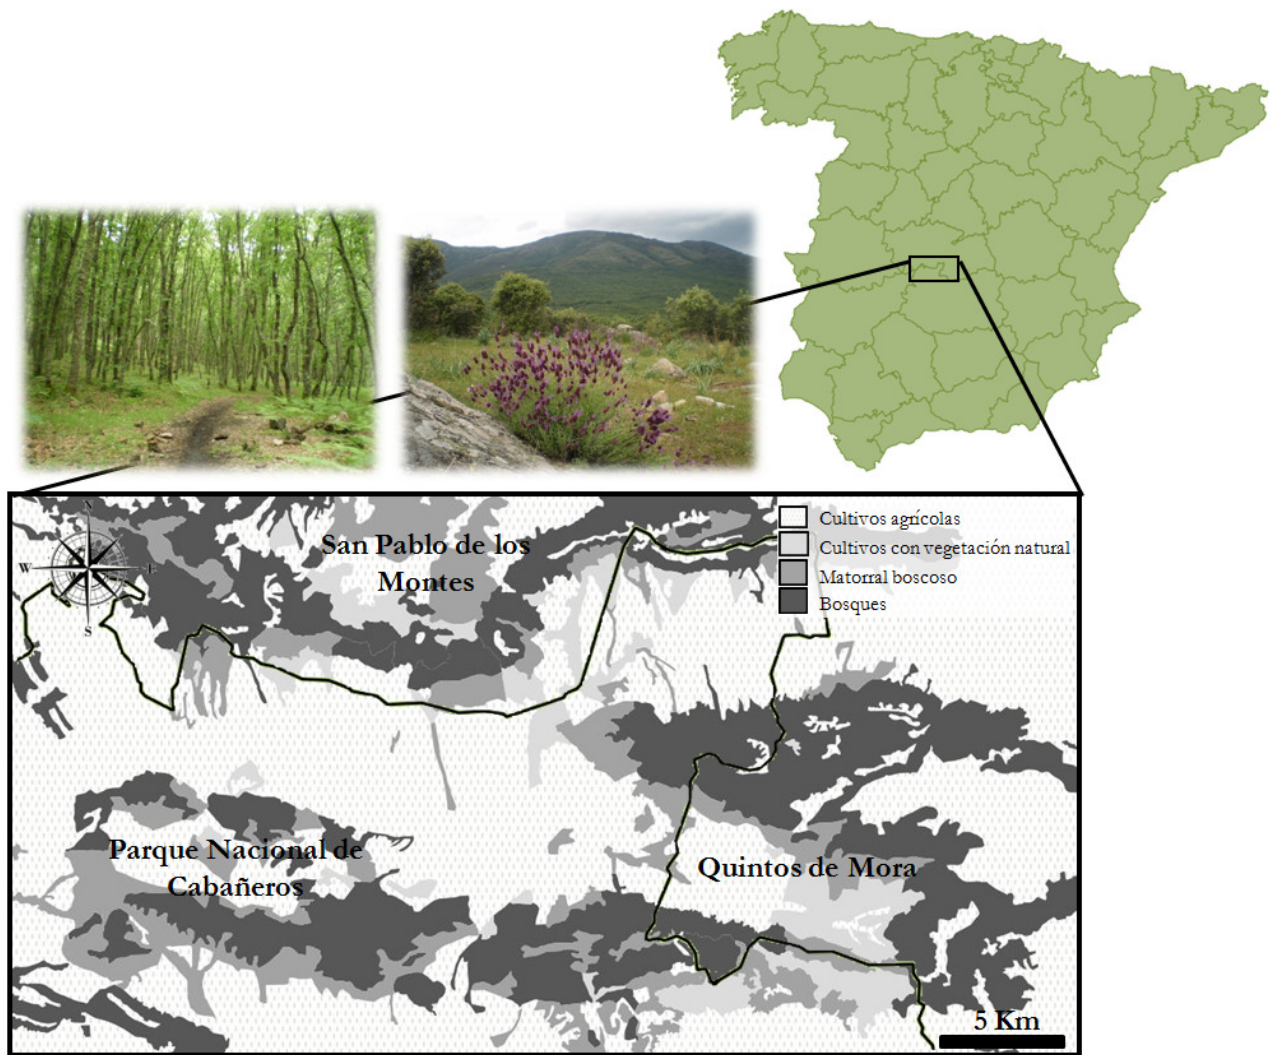 N
W
E
S
San Pablo de los
Montes
Cultivos agrícolas
Cultivos con vegetación natural
Matorral boscoso
Bosques
Parque Nacional de
Cabañeros
Quintos de Mora
5 Km